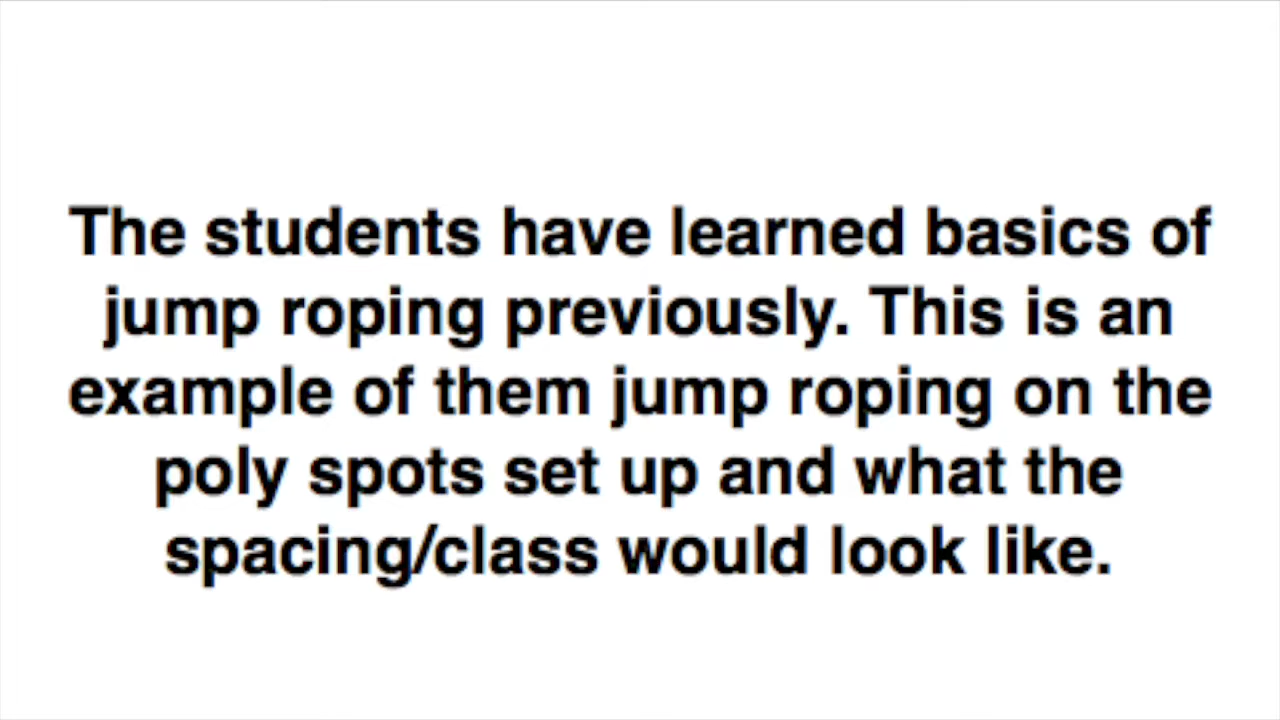 The students have learned basics of
jump roping previously. This is an
example of them jump roping on the
poly spots set up and what the
spacing/class would look like.